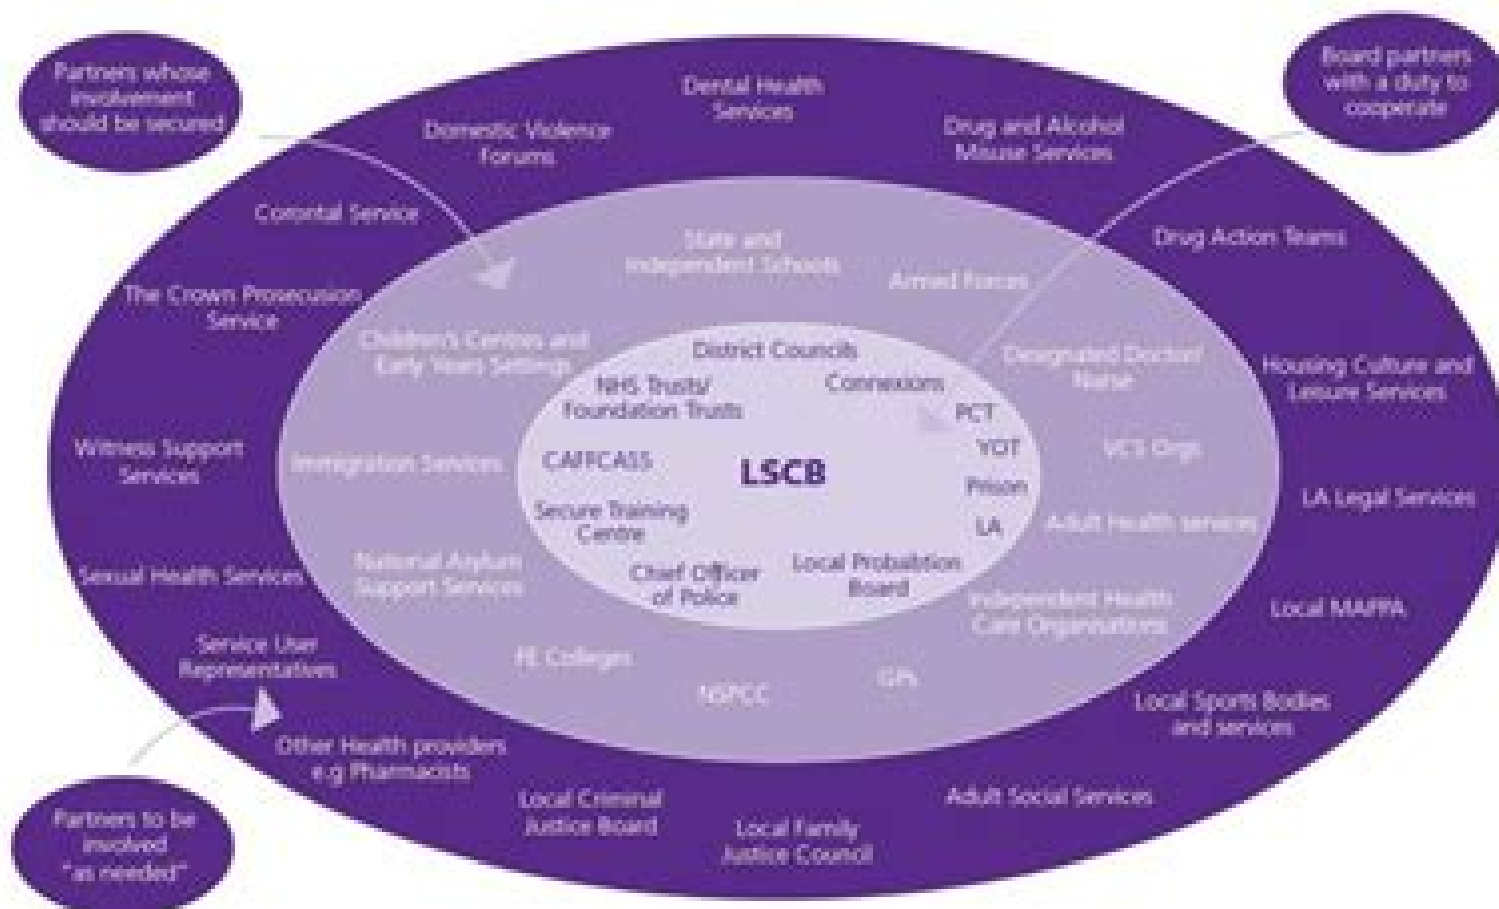 Partners whose
involvement
should be secured
Board partners
with a duty to
cooperate
Dental Health
Services
Domestic Violence
Forums
Drug and Alcohol
Misuse Services
Corontal Service
Drug Action Teams
The Crown Prosecusion
Service
Housing Culture and
Leisure Services
Witness Support
Services
LA Legal Services
Sexual Health Services
Local MAPPA
Service User
Representatives
Local Sports Bodies
and services
Other Health providers
e.g Pharmacists
Adult Social Services
Local Criminal
Justice Board
Local Family
Justice Council
Partners to be
involved
"as needed"
State and
Independent Schools
Armed Forces
Children's Centres and
Early Years Settings
Designated Doctor/
Nurse
Immigration Services
VCS Orgs
Adult Health services
National Asylum
Support Services
Independent Health
Care Organisations
FE Colleges
NSPCC
GPs
District Councils
NHS Trusts/
Foundation Trusts
Connexions
PCT
YOT
CAFFCASS
LSCB
Prison
Secure Training
Centre
LA
Chief Officer
of Police
Local Probabtion
Board